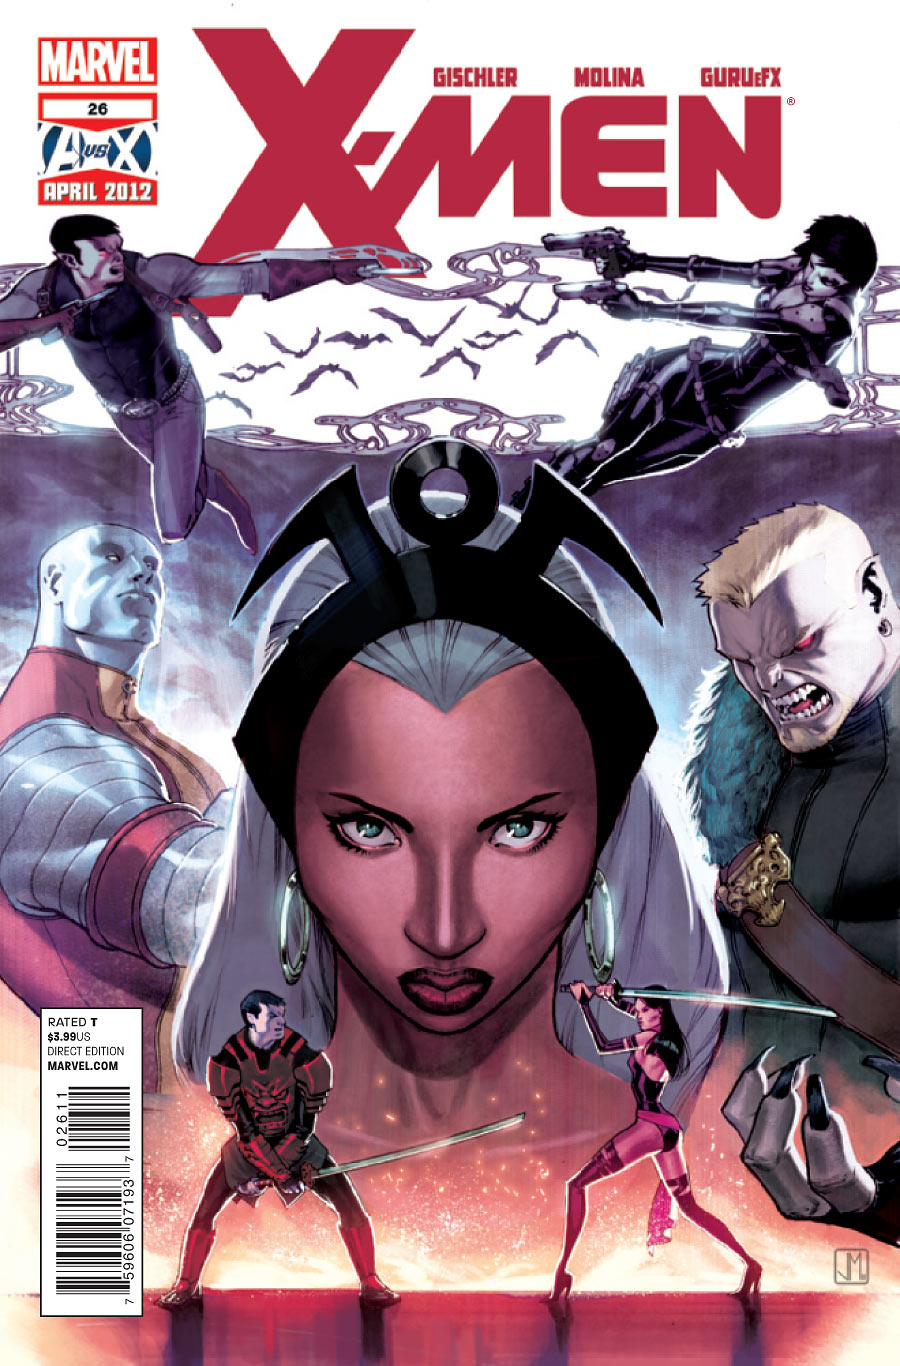 MARVEL
26
A vs X
APRIL 2012
GISCHLER MOLINA GURUeFX
X-MEN®
RATED T
$3.99US
DIRECT EDITION
MARVEL.COM
02611
7 59606 07193 7
JM